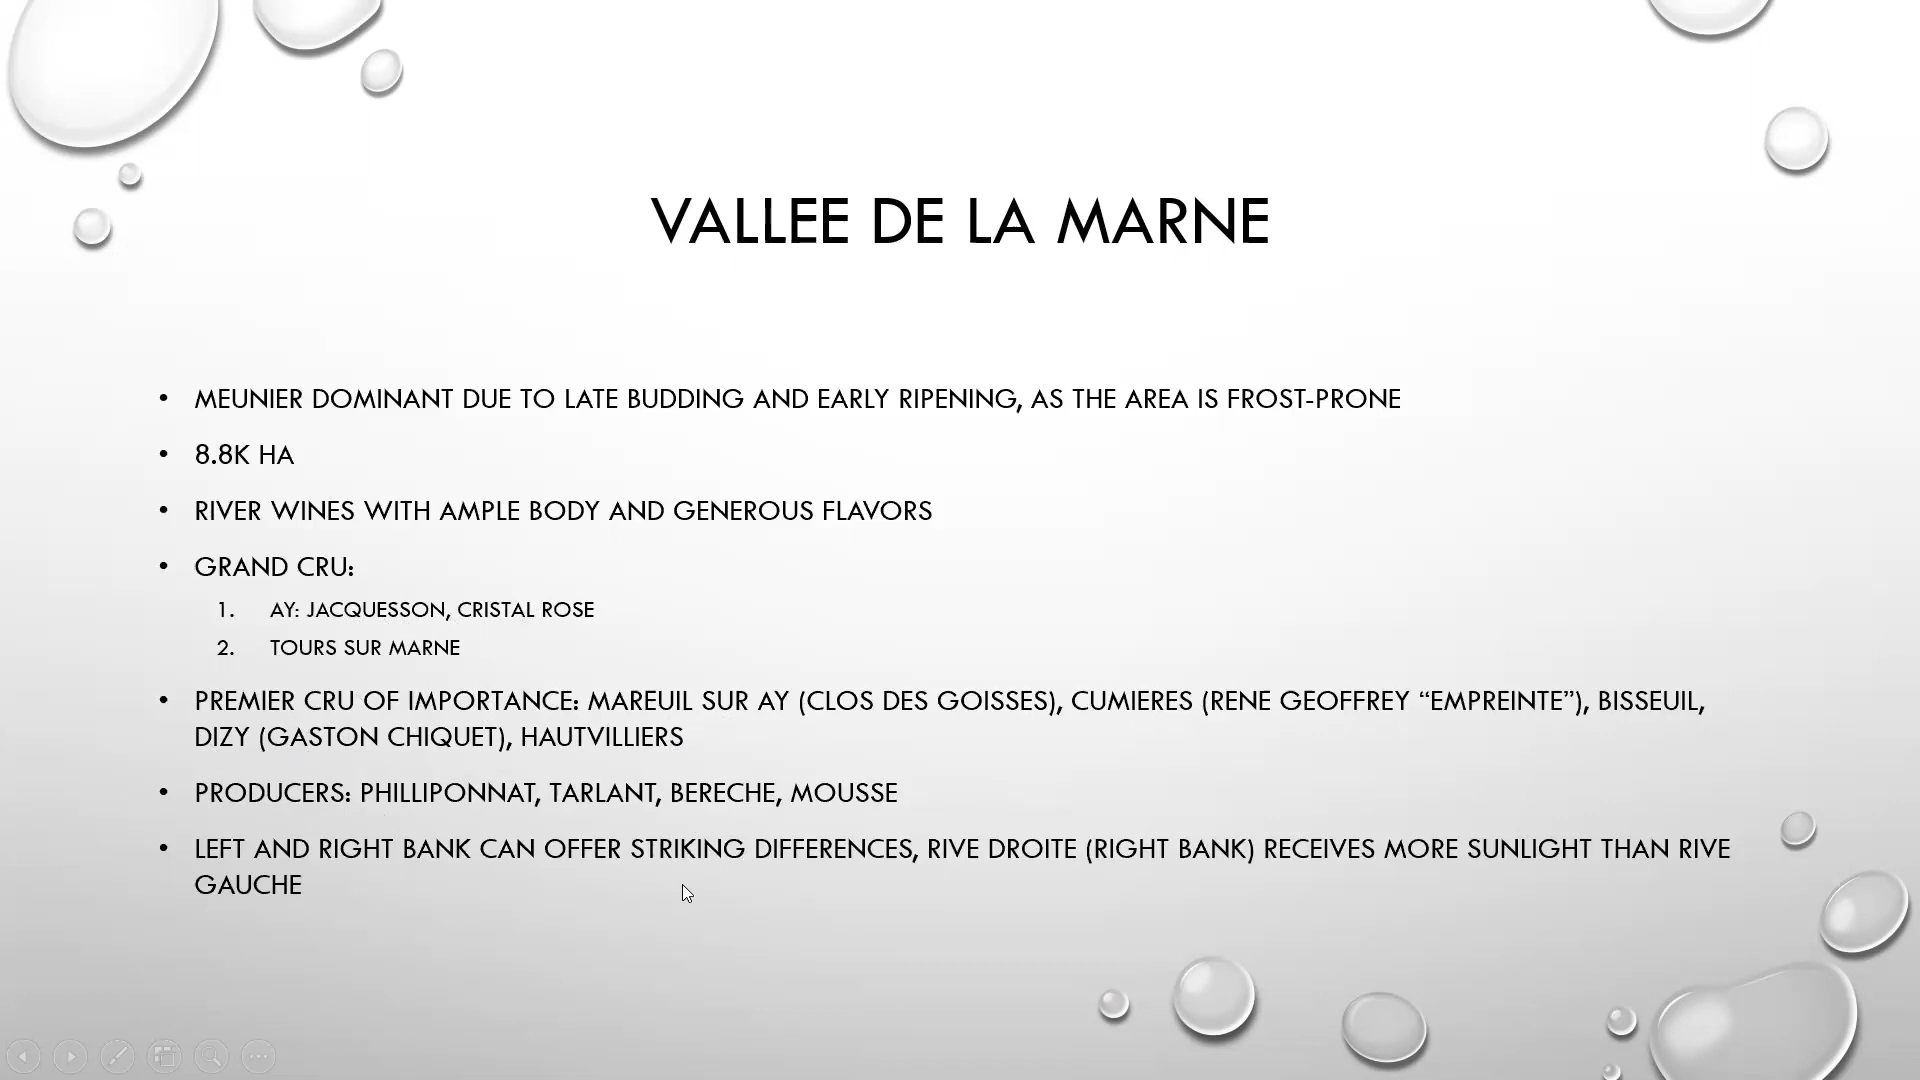 VALLEE DE LA MARNE
• MEUNIER DOMINANT DUE TO LATE BUDDING AND EARLY RIPENING, AS THE AREA IS FROST-PRONE
• 8.8K HA
• RIVER WINES WITH AMPLE BODY AND GENEROUS FLAVORS
• GRAND CRU:
1. AY: JACQUESSON, CRISTAL ROSE
2. TOURS SUR MARNE
• PREMIER CRU OF IMPORTANCE: MAREUIL SUR AY (CLOS DES GOISSES), CUMIERES (RENE GEOFFREY “EMPREINTE”), BISSEUIL,
DIZY (GASTON CHIQUET), HAUTVILLIERS
• PRODUCERS: PHILLIPONNAT, TARLANT, BERECHE, MOUSSE
• LEFT AND RIGHT BANK CAN OFFER STRIKING DIFFERENCES, RIVE DROITE (RIGHT BANK) RECEIVES MORE SUNLIGHT THAN RIVE
GAUCHE